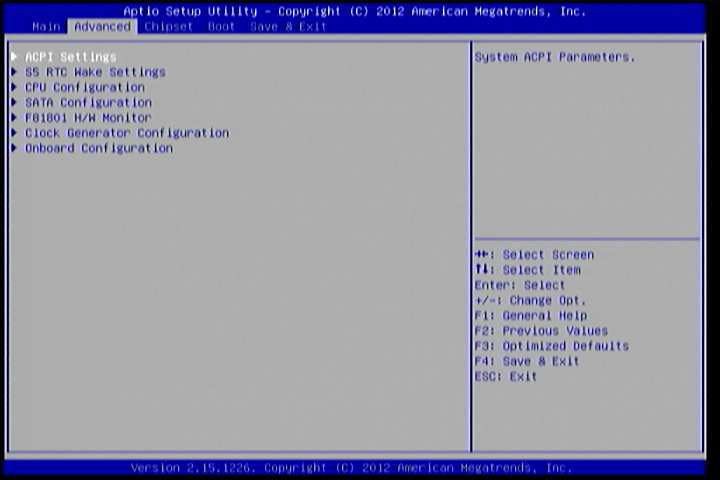 Aptio Setup Utility - Copyright (C) 2012 American Megatrends, Inc.
Main Advanced Chipset Boot Save & Exit
ACPI Settings
S5 RTC Wake Settings
CPU Configuration
SATA Configuration
F81801 H/W Monitor
Clock Generator Configuration
Onboard Configuration
System ACPI Parameters.
→←: Select Screen
↑↓: Select Item
Enter: Select
+/-: Change Opt.
F1: General Help
F2: Previous Values
F3: Optimized Defaults
F4: Save & Exit
ESC: Exit
Version 2.15.1226. Copyright (C) 2012 American Megatrends, Inc.